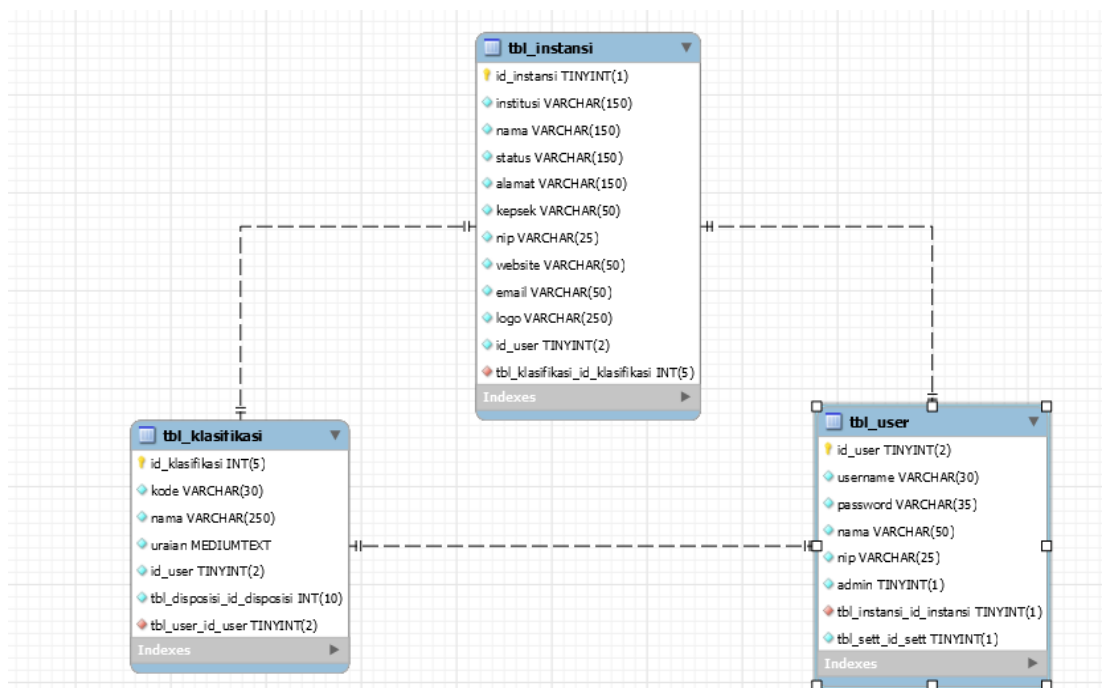 tbl_instansi
id_instansi TINYINT(1)
institusi VARCHAR(150)
nama VARCHAR(150)
status VARCHAR(150)
alamat VARCHAR(150)
kepsek VARCHAR(50)
nip VARCHAR(25)
website VARCHAR(50)
email VARCHAR(50)
logo VARCHAR(250)
id_user TINYINT(2)
tbl_klasifikasi_id_klasifikasi INT(5)
Indexes
tbl_klasifikasi
id_klasifikasi INT(5)
kode VARCHAR(30)
nama VARCHAR(250)
uraian MEDIUMTEXT
id_user TINYINT(2)
tbl_disposisi_id_disposisi INT(10)
tbl_user_id_user TINYINT(2)
Indexes
tbl_user
id_user TINYINT(2)
username VARCHAR(30)
password VARCHAR(35)
nama VARCHAR(50)
nip VARCHAR(25)
admin TINYINT(1)
tbl_instansi_id_instansi TINYINT(1)
tbl_sett_id_sett TINYINT(1)
Indexes